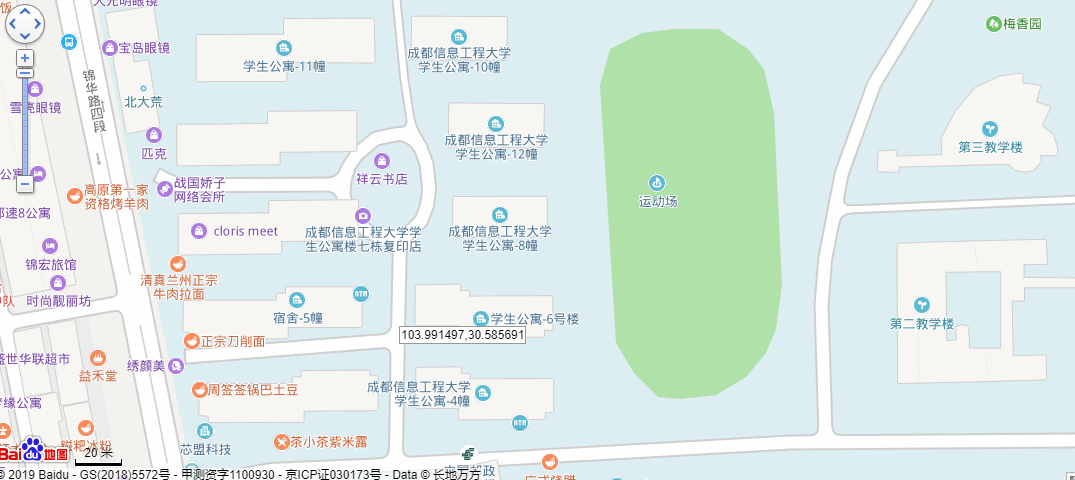 大光明眼镜
梅香园
宝岛眼镜
学生公寓-11幢
成都信息工程大学
学生公寓-10幢
锦华路四段
雪亮眼镜
北大荒
匹克
成都信息工程大学
学生公寓-12幢
第三教学楼
祥云书店
战国娇子
网络会所
高原第一家
资格烤羊肉
运动场
速8公寓
cloris meet
成都信息工程大学学
生公寓楼七栋复印店
成都信息工程大学
学生公寓-8幢
锦宏旅馆
清真兰州正宗
牛肉拉面
时尚靓丽坊
ATM
宿舍-5幢
学生公寓-6号楼
第二教学楼
103.991497,30.585691
正宗刀削面
盛世华联超市
绣颜美
益禾堂
周签签锅巴土豆
成都信息工程大学
学生公寓-4幢
缘公寓
ATM
糍粑冰粉
芯盟科技
茶小茶紫米露
Bai du 地图
20 米
© 2019 Baidu - GS(2018)5572号 - 甲测资字1100930 - 京ICP证030173号 - Data © 长地万方